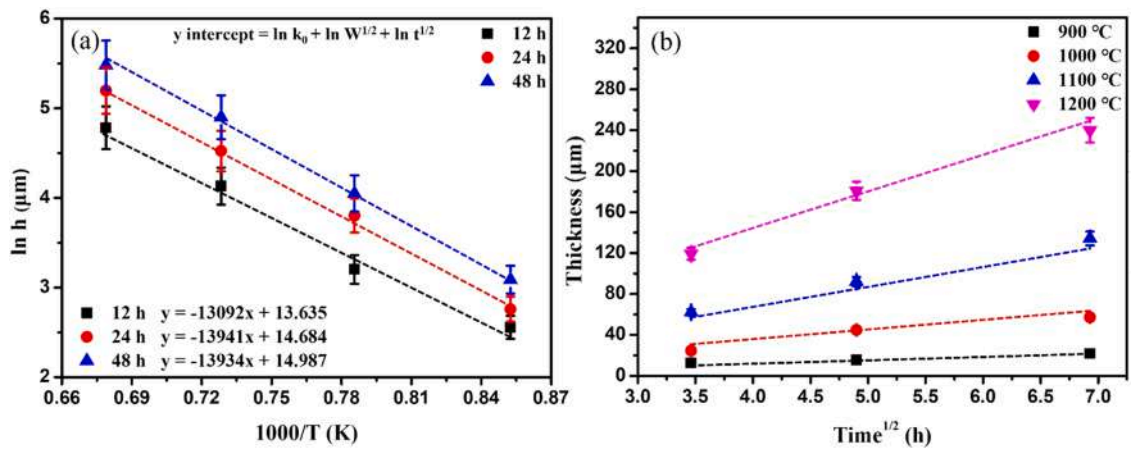 (a)
y intercept = ln k₀ + ln W^1/2 + ln t^1/2
12 h
24 h
48 h
6
5
4
3
2
ln h (μm)
12 h y = -13092x + 13.635
24 h y = -13941x + 14.684
48 h y = -13934x + 14.987
0.66 0.69 0.72 0.75 0.78 0.81 0.84 0.87
1000/T (K)
(b)
900 °C
1000 °C
1100 °C
1200 °C
320
280
240
200
160
120
80
40
0
Thickness (μm)
3.0 3.5 4.0 4.5 5.0 5.5 6.0 6.5 7.0
Time^1/2 (h)